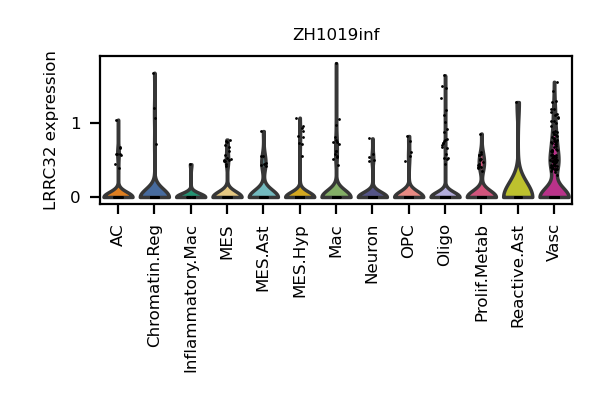 ZH1019inf
LRRC32 expression
1
0
AC
Chromatin.Reg
Inflammatory.Mac
MES
MES.Ast
MES.Hyp
Mac
Neuron
OPC
Oligo
Prolif.Metab
Reactive.Ast
Vasc